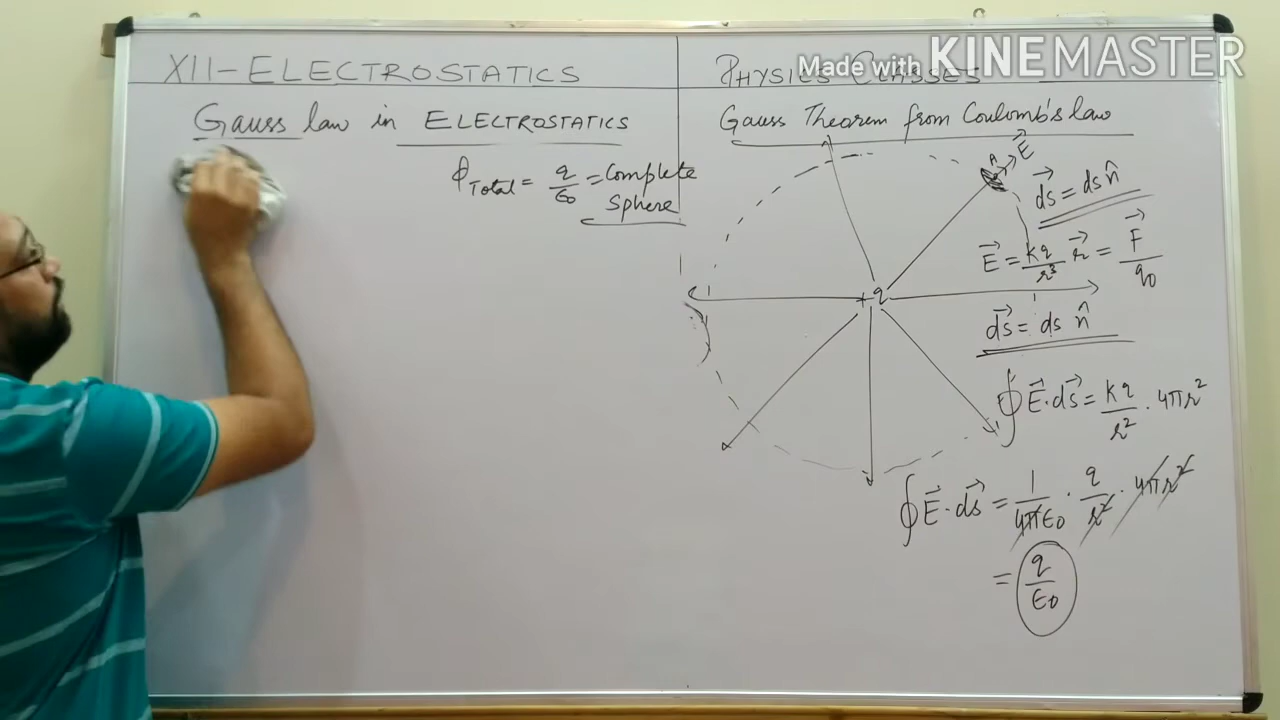 XII-ELECTROSTATICS
Gauss law in ELECTROSTATICS
ϕTotal = q/ε0 = Complete
Sphere
PHYSICS CLASSES
Made with KINEMASTER
Gauss Theorem from Coulomb's law
A E⃗
ds⃗ = ds n̂
E⃗ = kq/r³ r⃗ = F⃗/q0
+q
ds⃗ = ds n̂
∮ E⃗·ds⃗ = kq/r² · 4πr²
∮ E⃗·ds⃗ = 1/4πε0 · q/r² · 4πr²
= q/ε0